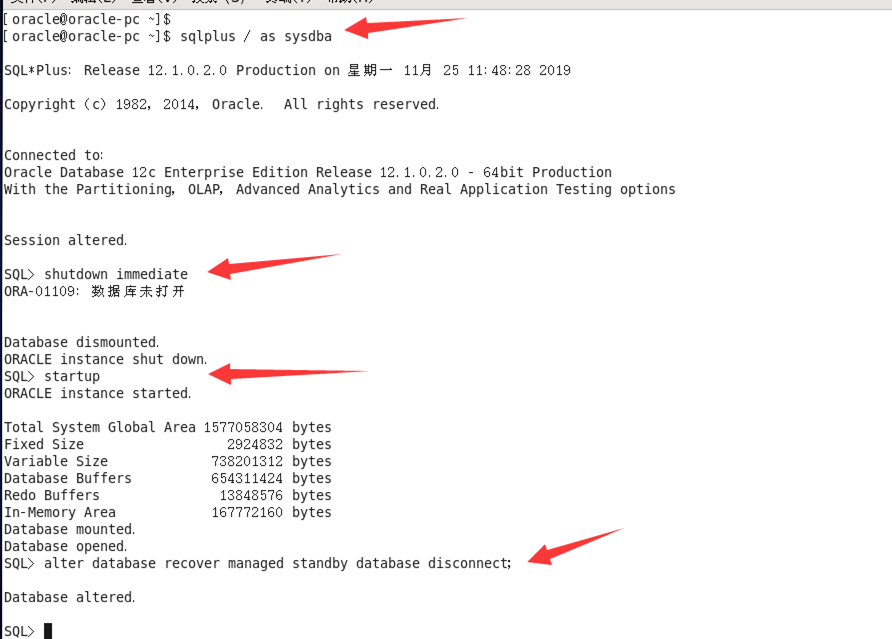 [oracle@oracle-pc ~]$
[oracle@oracle-pc ~]$ sqlplus / as sysdba
SQL*Plus: Release 12.1.0.2.0 Production on 星期一 11月 25 11:48:28 2019
Copyright (c) 1982, 2014, Oracle.  All rights reserved.
Connected to:
Oracle Database 12c Enterprise Edition Release 12.1.0.2.0 - 64bit Production
With the Partitioning, OLAP, Advanced Analytics and Real Application Testing options
Session altered.
SQL> shutdown immediate
ORA-01109: 数据库未打开
Database dismounted.
ORACLE instance shut down.
SQL> startup
ORACLE instance started.
Total System Global Area 1577058304 bytes
Fixed Size 2924832 bytes
Variable Size 738201312 bytes
Database Buffers 654311424 bytes
Redo Buffers 13848576 bytes
In-Memory Area 167772160 bytes
Database mounted.
Database opened.
SQL> alter database recover managed standby database disconnect;
Database altered.
SQL>